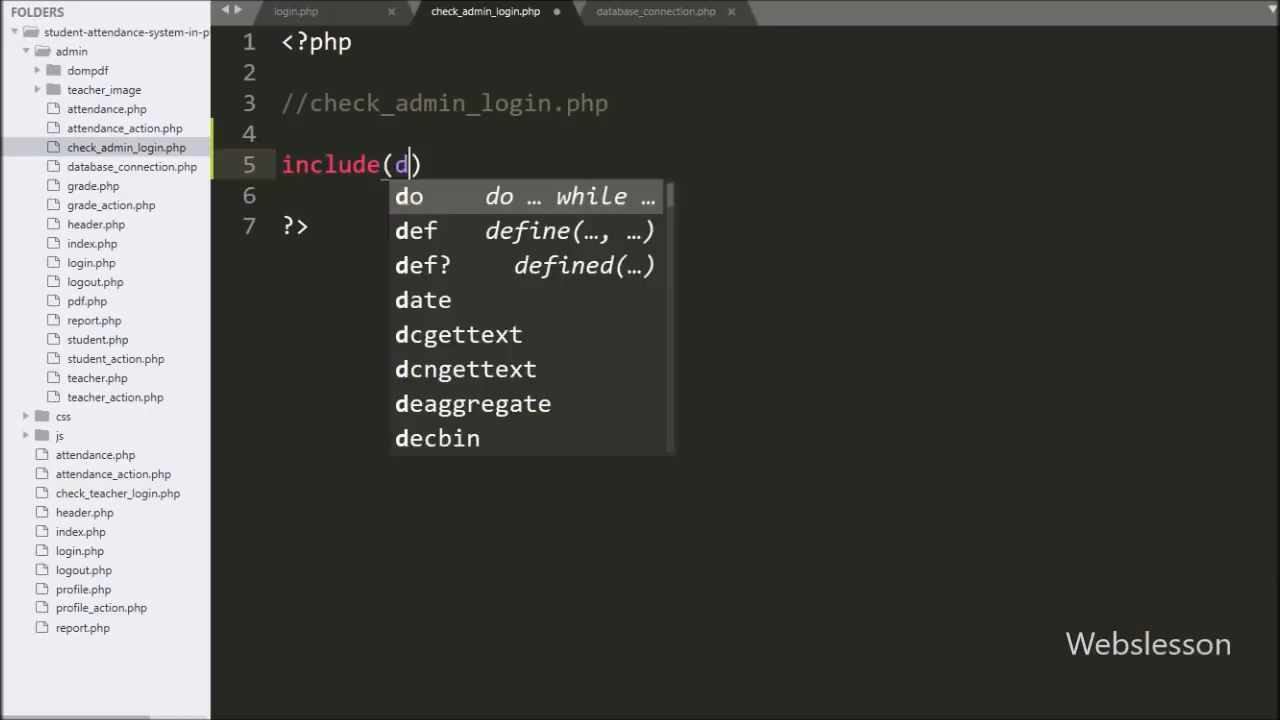 FOLDERS
student-attendance-system-in-p
admin
dompdf
teacher_image
attendance.php
attendance_action.php
check_admin_login.php
database_connection.php
grade.php
grade_action.php
header.php
index.php
login.php
logout.php
pdf.php
report.php
student.php
student_action.php
teacher.php
teacher_action.php
css
js
attendance.php
attendance_action.php
check_teacher_login.php
header.php
index.php
login.php
logout.php
profile.php
profile_action.php
report.php
login.php × check_admin_login.php • database_connection.php ×
1 <?php
2
3 //check_admin_login.php
4
5 include(d)
6
7 ?>
do do … while …
def define(…, …)
def? defined(…)
date
dcgettext
dcngettext
deaggregate
decbin
Webslesson